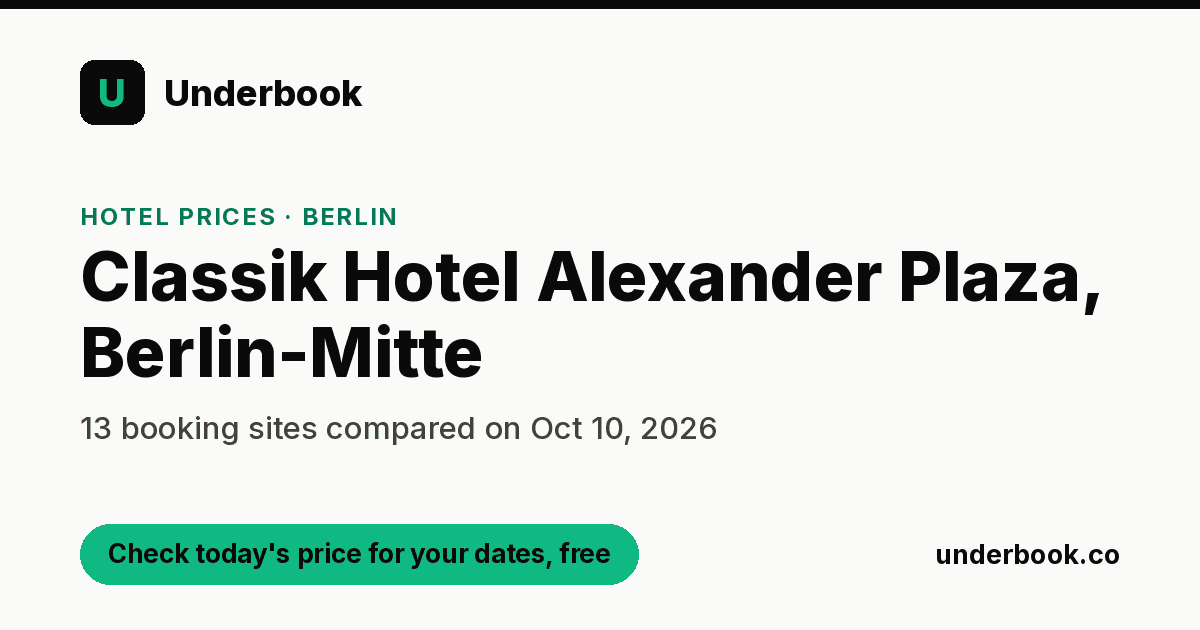 U Underbook
HOTEL PRICES · BERLIN
Classik Hotel Alexander Plaza,
Berlin-Mitte
13 booking sites compared on Oct 10, 2026
Check today's price for your dates, free
underbook.co